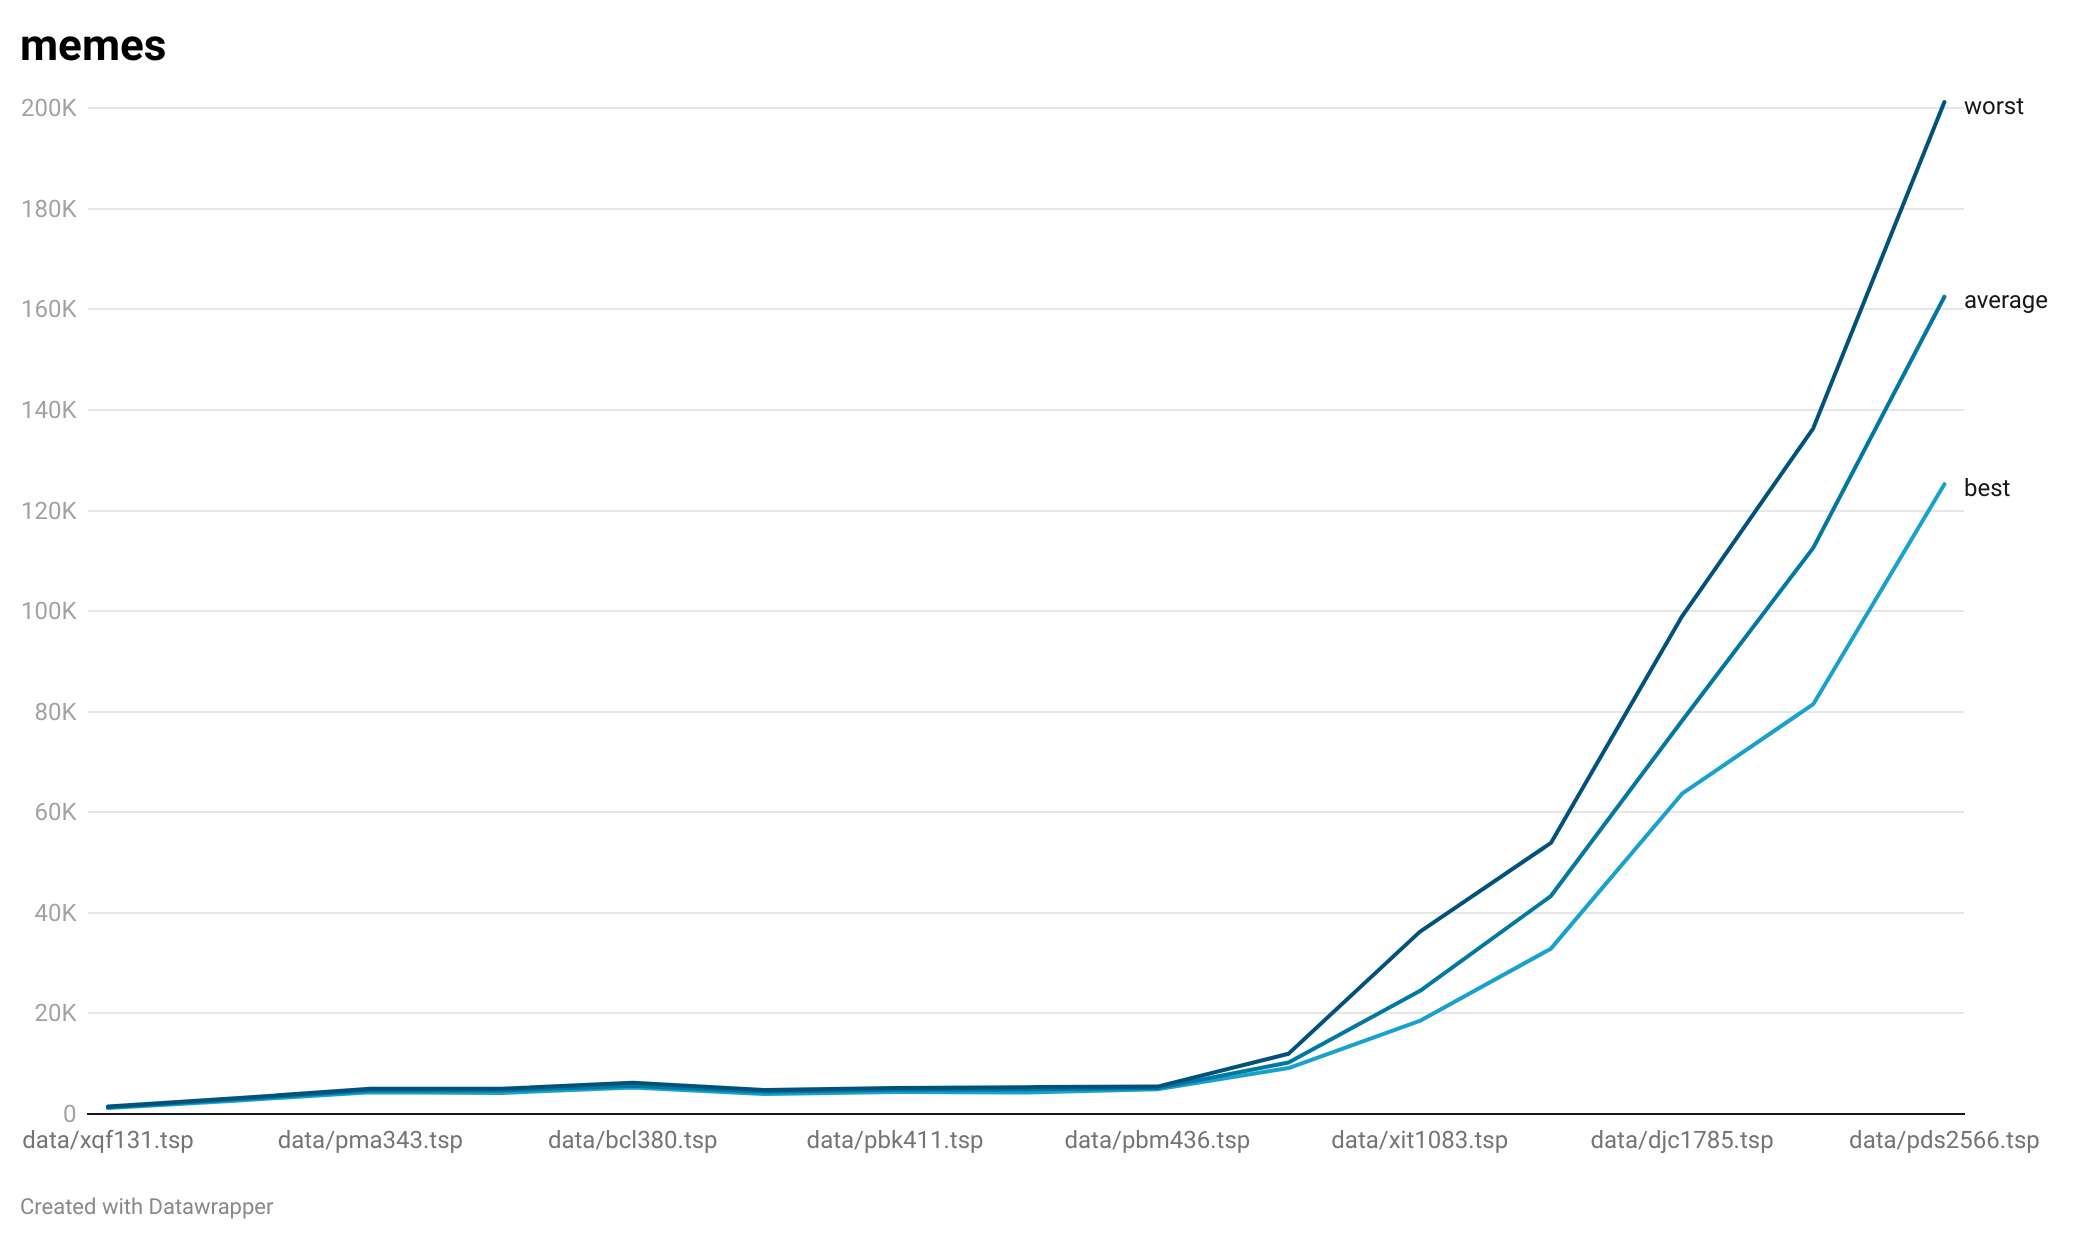 memes
200K
worst
180K
160K
average
140K
120K
best
100K
80K
60K
40K
20K
0
data/xqf131.tsp data/pma343.tsp data/bcl380.tsp data/pbk411.tsp data/pbm436.tsp data/xit1083.tsp data/djc1785.tsp data/pds2566.tsp
Created with Datawrapper